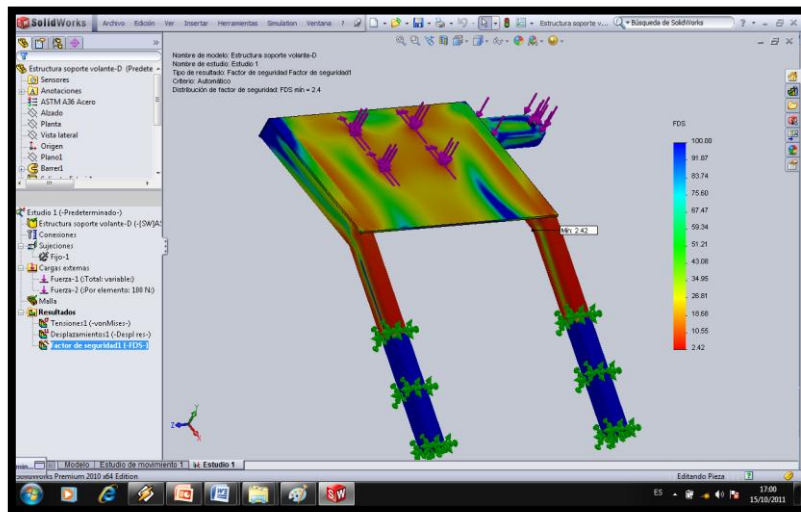 SolidWorks Archivo Edición Ver Insertar Herramientas Simulation Ventana ? Estructura soporte v... Búsqueda de SolidWorks
Estructura soporte volante-D (Predete
Sensores
Anotaciones
ASTM A36 Acero
Alzado
Planta
Vista lateral
Origen
Plano1
Barrer1
Nombre de modelo: Estructura soporte volante-D
Nombre de estudio: Estudio 1
Tipo de resultado: Factor de seguridad Factor de seguridad1
Criterio: Automático
Distribución de factor de seguridad: FDS mín = 2.4
Estudio 1 (-Predeterminado-)
Estructura soporte volante-D (-[SW]AS
Conexiones
Sujeciones
Fijo-1
Cargas externas
Fuerza-1 (:Total: variable:)
Fuerza-2 (:Por elemento: 100 N:)
Malla
Resultados
Tensiones1 (-vonMises-)
Desplazamientos1 (-Despl res-)
Factor de seguridad1 (-FDS-)
FDS
100.00
91.87
83.74
75.60
67.47
59.34
51.21
43.08
34.95
26.81
18.68
10.55
2.42
Mín: 2.42
Modelo Estudio de movimiento 1 Estudio 1
SolidWorks Premium 2010 x64 Edition
Editando Pieza
ES
17:00
15/10/2011